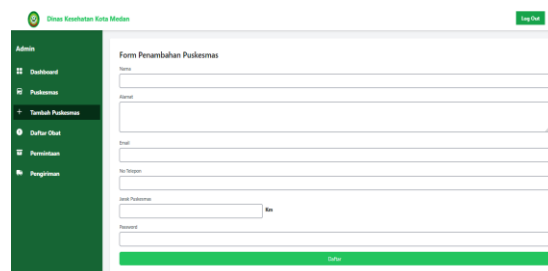 Dinas Kesehatan Kota Medan
Log Out
Admin
Dashboard
Puskesmas
Tambah Puskesmas
Daftar Obat
Permintaan
Pengiriman
Form Penambahan Puskesmas
Nama
Alamat
Email
No Telepon
Jarak Puskesmas
Km
Password
Daftar